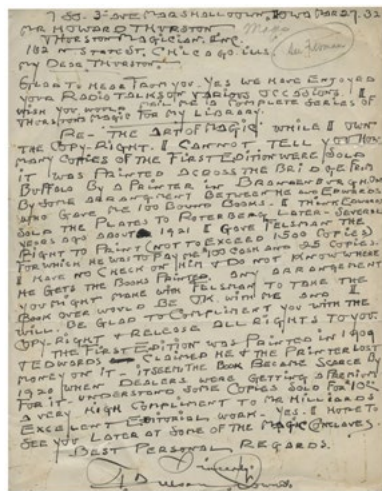 7 So. 3-AVE MARSHALLTOWN, IOWA MAR 27. 32
MR HOWARD THURSTON
THURSTON MAGICIAN, INC.
162 N STATE ST, CHICAGO. ILLS.
MY DEAR THURSTON.
GLAD TO HEAR FROM YOU. YES WE HAVE ENJOYED
YOUR RADIO TALKS ON VARIOUS OCCASIONS. I
WISH YOU WOULD MAIL ME A COMPLETE SERIES OF
THURSTONS MAGIC FOR MY LIBRARY.
RE- THE ART OF MAGIC, WHILE I OWN
THE COPY-RIGHT. I CANNOT TELL YOU HOW
MANY COPIES OF THE FIRST EDITION WERE SOLD
IT WAS PRINTED ACROSS THE BRIDGE FROM
BUFFALO BY A PRINTER IN
BY SOME ARRANGEMENT BETWEEN HE & EDWARDS
WHO GAVE ME 100 BOUND BOOKS. I THINK EDWARDS
SOLD THE PLATES TO ROTERBERG LATER- SEVERAL
YEARS AGO ABOUT 1921 I GAVE FELSMAN THE
RIGHT TO PRINT (NOT TO EXCEED 1500 COPIES)
FOR WHICH HE WAS TO PAY ME 100 CASH AND 25 COPIES.
I HAVE NO CHECK ON HIM & DO NOT KNOW WHERE
HE GETS THE BOOKS PRINTED. ANY ARRANGEMENT
YOU MIGHT MAKE WITH FELSMAN TO TAKE THE
BOOK OVER WOULD BE OK. WITH ME AND I
WILL. BE GLAD TO COMPLIMENT YOU WITH THE
COPY-RIGHT & RELEASE ALL RIGHTS TO YOU.
THE FIRST EDITION WAS PRINTED IN 1909
& EDWARDS CLAIMED HE & THE PRINTER LOST
MONEY ON IT - IT SEEMS THE BOOK BECAME SCARCE BY
1920 WHEN DEALERS WERE GETTING A PREMIUM
FOR IT- UNDERSTAND SOME COPIES SOLD FOR 10
A VERY HIGH COMPLIMENT TO MR HILLIARDS
EXCELLENT EDITORIAL WORK- YES. I HOPE TO
SEE YOU LATER AT SOME OF THE MAGIC CONCLAVES.
BEST PERSONAL REGARDS.
Sincerely
T. Nelson Downs